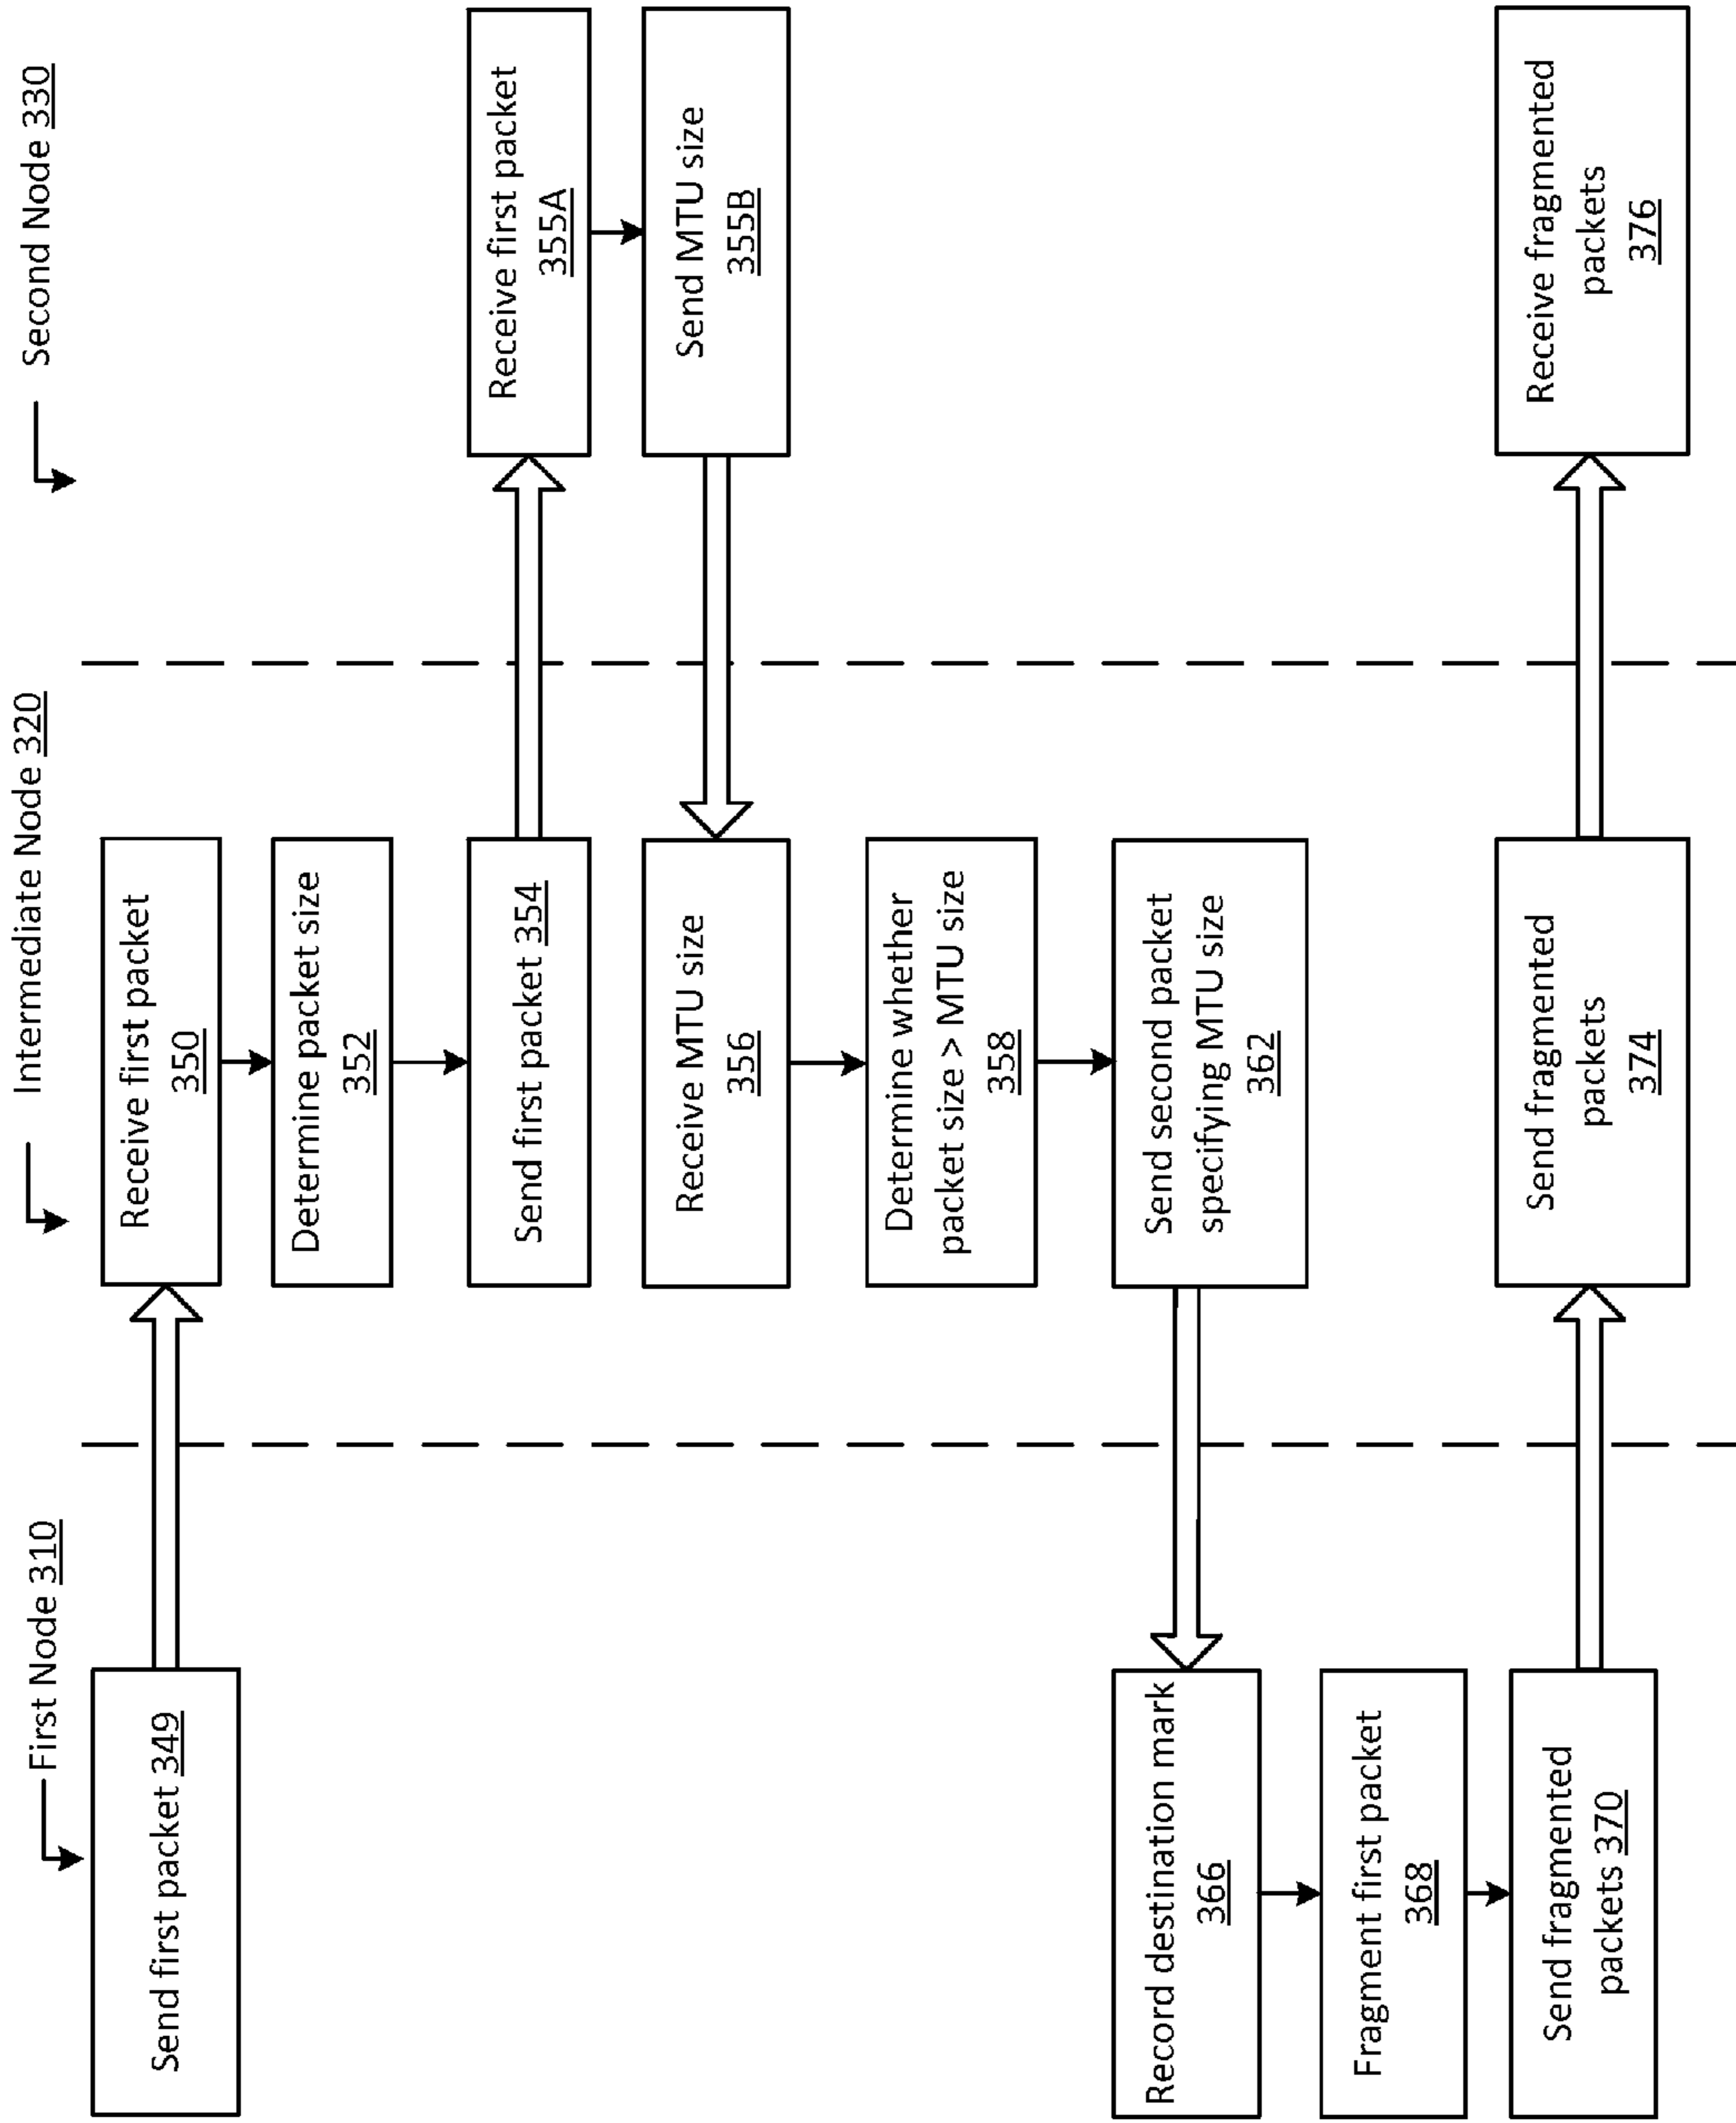 First Node 310
Intermediate Node 320
Second Node 330
Send first packet 349
Receive first packet
350
Determine packet size
352
Send first packet 354
Receive first packet
355A
Send MTU size
355B
Receive MTU size
356
Determine whether
packet size > MTU size
358
Send second packet
specifying MTU size
362
Record destination mark
366
Fragment first packet
368
Send fragmented
packets 370
Send fragmented
packets
374
Receive fragmented
packets
376